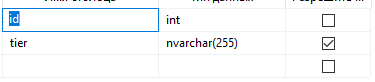 id int
tier nvarchar(255)